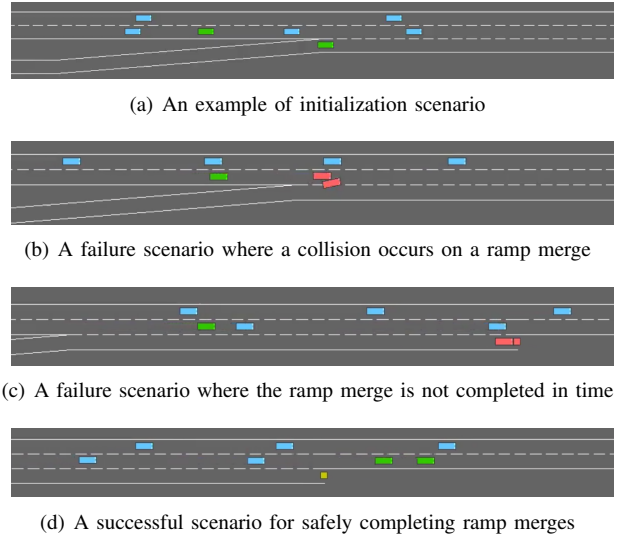 (a) An example of initialization scenario
(b) A failure scenario where a collision occurs on a ramp merge
(c) A failure scenario where the ramp merge is not completed in time
(d) A successful scenario for safely completing ramp merges